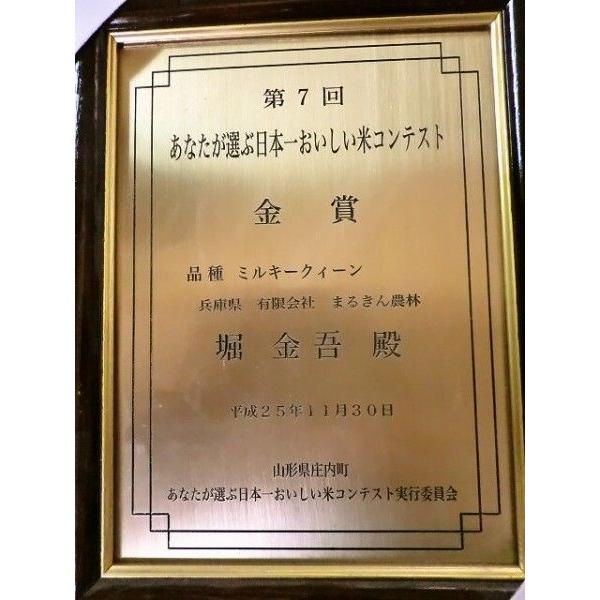 第7回
あなたが選ぶ日本一おいしい米コンテスト
金 賞
品種 ミルキークィーン
兵庫県 有限会社 まるきん農林
堀 金吾 殿
平成25年11月30日
山形県庄内町
あなたが選ぶ日本一おいしい米コンテスト実行委員会